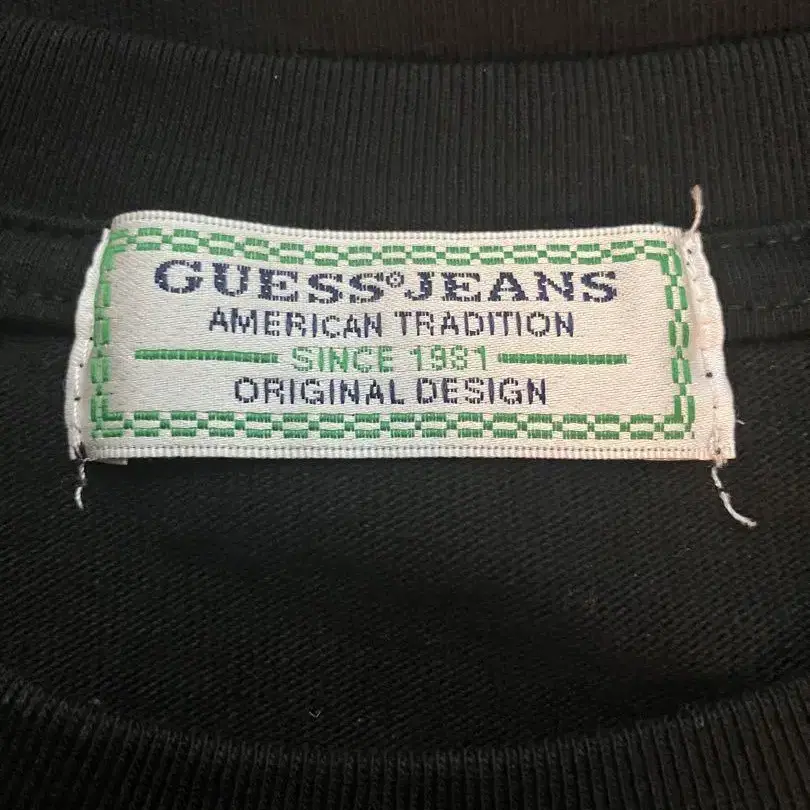 GUESS® JEANS
AMERICAN TRADITION
SINCE 1981
ORIGINAL DESIGN